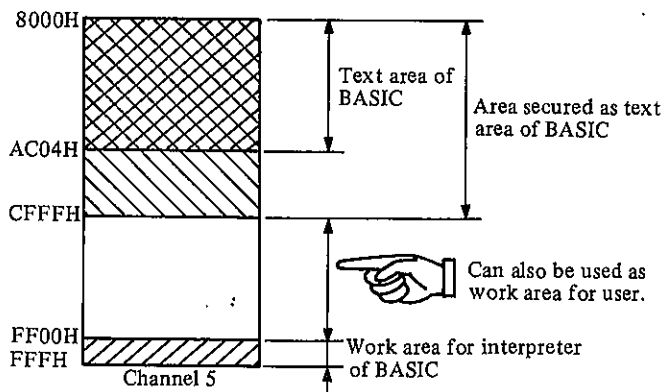 8000H
Text area of
BASIC
Area secured as text
area of BASIC
AC04H
CFFFH
Can also be used as
work area for user.
FF00H
FFFH
Work area for interpreter
of BASIC
Channel 5